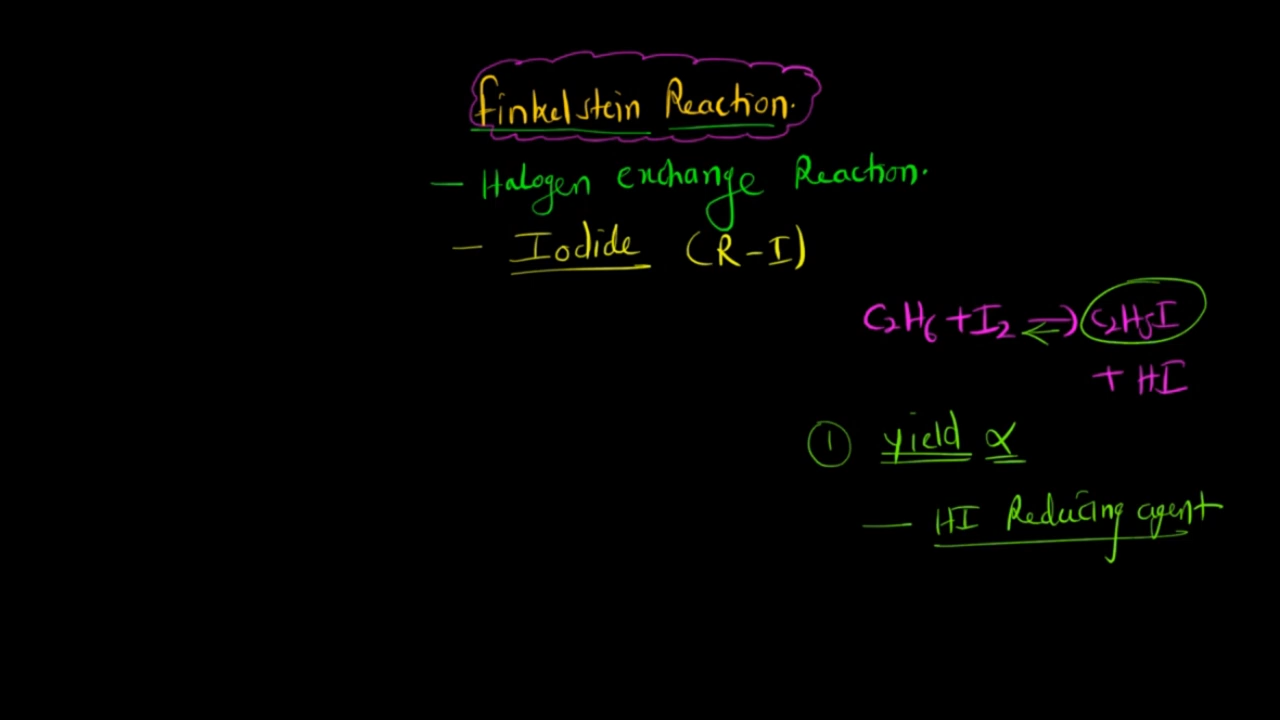 Finkelstein Reaction.
— Halogen exchange Reaction.
— Iodide (R-I)
C₂H₆ + I₂ ⇌ C₂H₅I
+ HI
① yield ∝
— HI Reducing agent